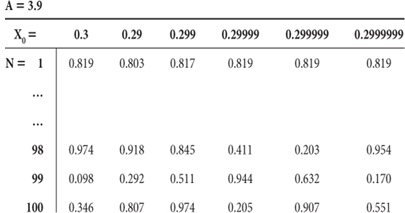 A = 3.9
X₀ = 0.3 0.29 0.299 0.29999 0.299999 0.2999999
N = 1 0.819 0.803 0.817 0.819 0.819 0.819
...
...
98 0.974 0.918 0.845 0.411 0.203 0.954
99 0.098 0.292 0.511 0.944 0.632 0.170
100 0.346 0.807 0.974 0.205 0.907 0.551